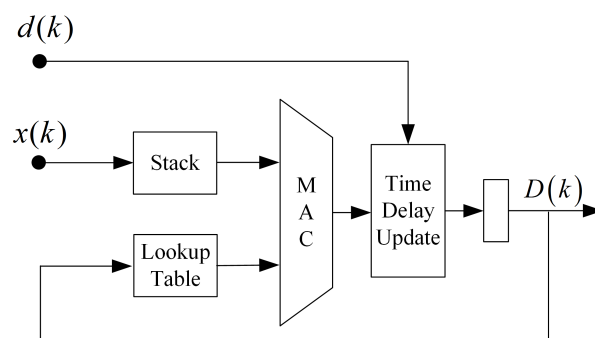 d(k)
x(k)
Stack
Lookup
Table
M
A
C
Time
Delay
Update
D(k)